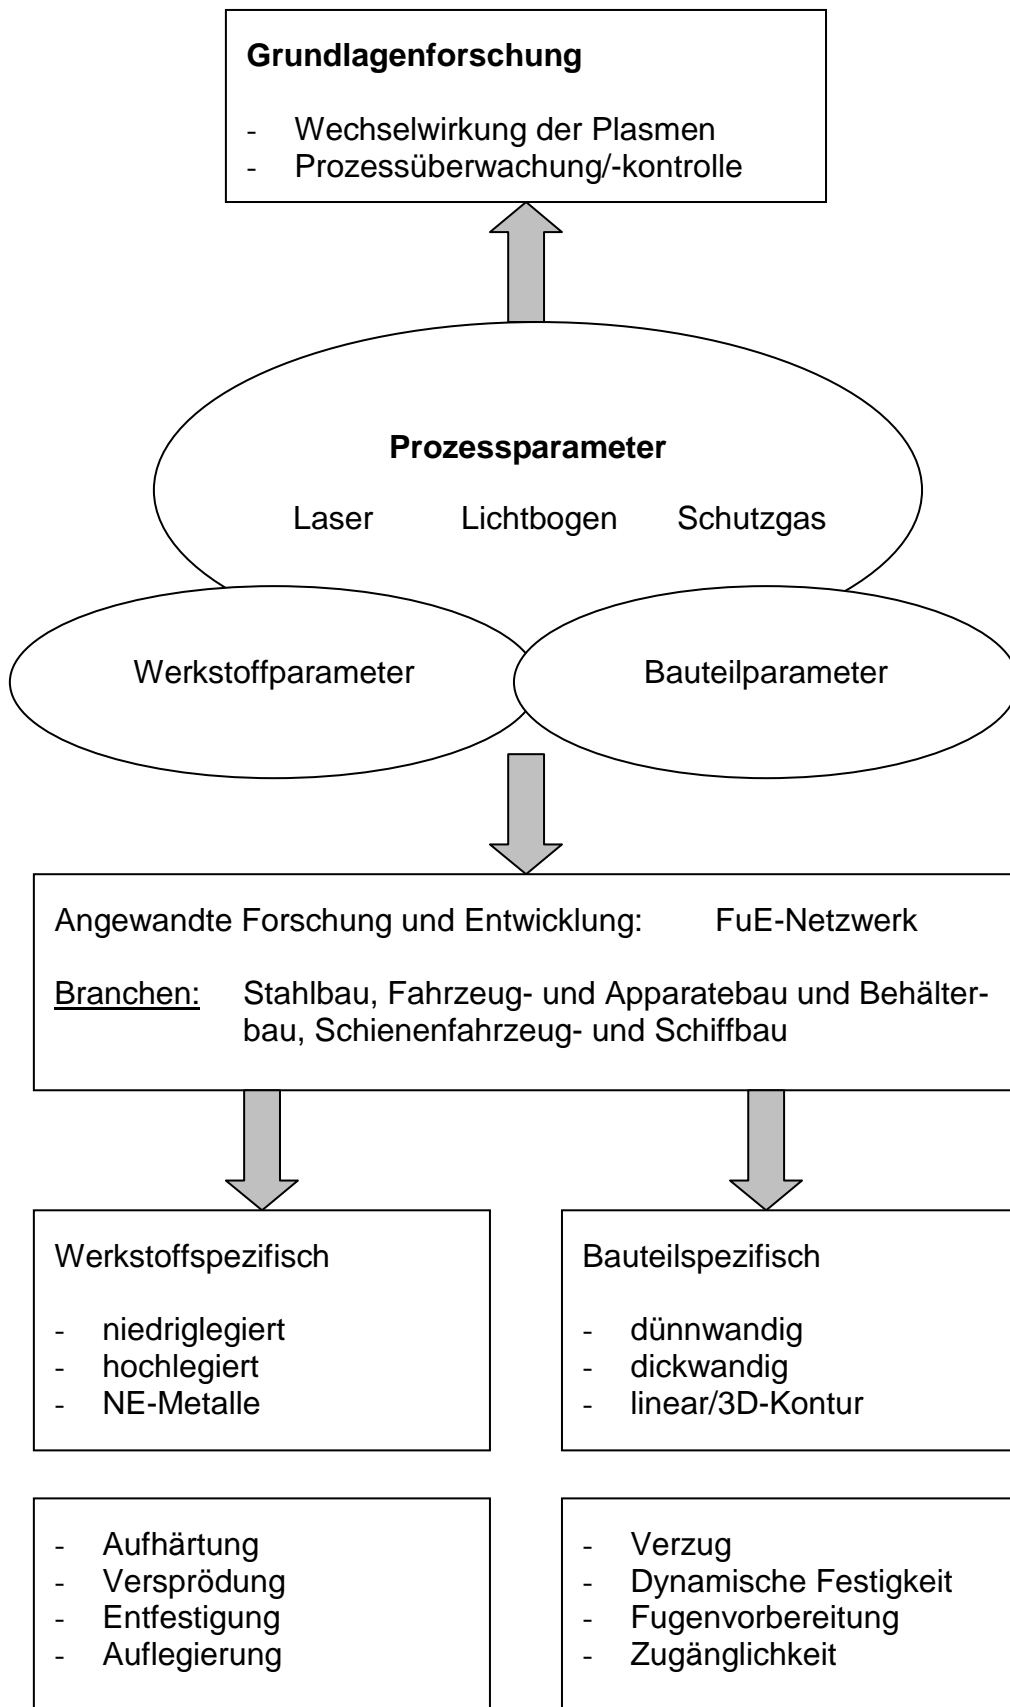 Grundlagenforschung
- Wechselwirkung der Plasmen
- Prozessüberwachung/-kontrolle
Prozessparameter
Laser Lichtbogen Schutzgas
Werkstoffparameter
Bauteilparameter
Angewandte Forschung und Entwicklung: FuE-Netzwerk
Branchen: Stahlbau, Fahrzeug- und Apparatebau und Behälter-
bau, Schienenfahrzeug- und Schiffbau
Werkstoffspezifisch
- niedriglegiert
- hochlegiert
- NE-Metalle
Bauteilspezifisch
- dünnwandig
- dickwandig
- linear/3D-Kontur
- Aufhärtung
- Versprödung
- Entfestigung
- Auflegierung
- Verzug
- Dynamische Festigkeit
- Fugenvorbereitung
- Zugänglichkeit